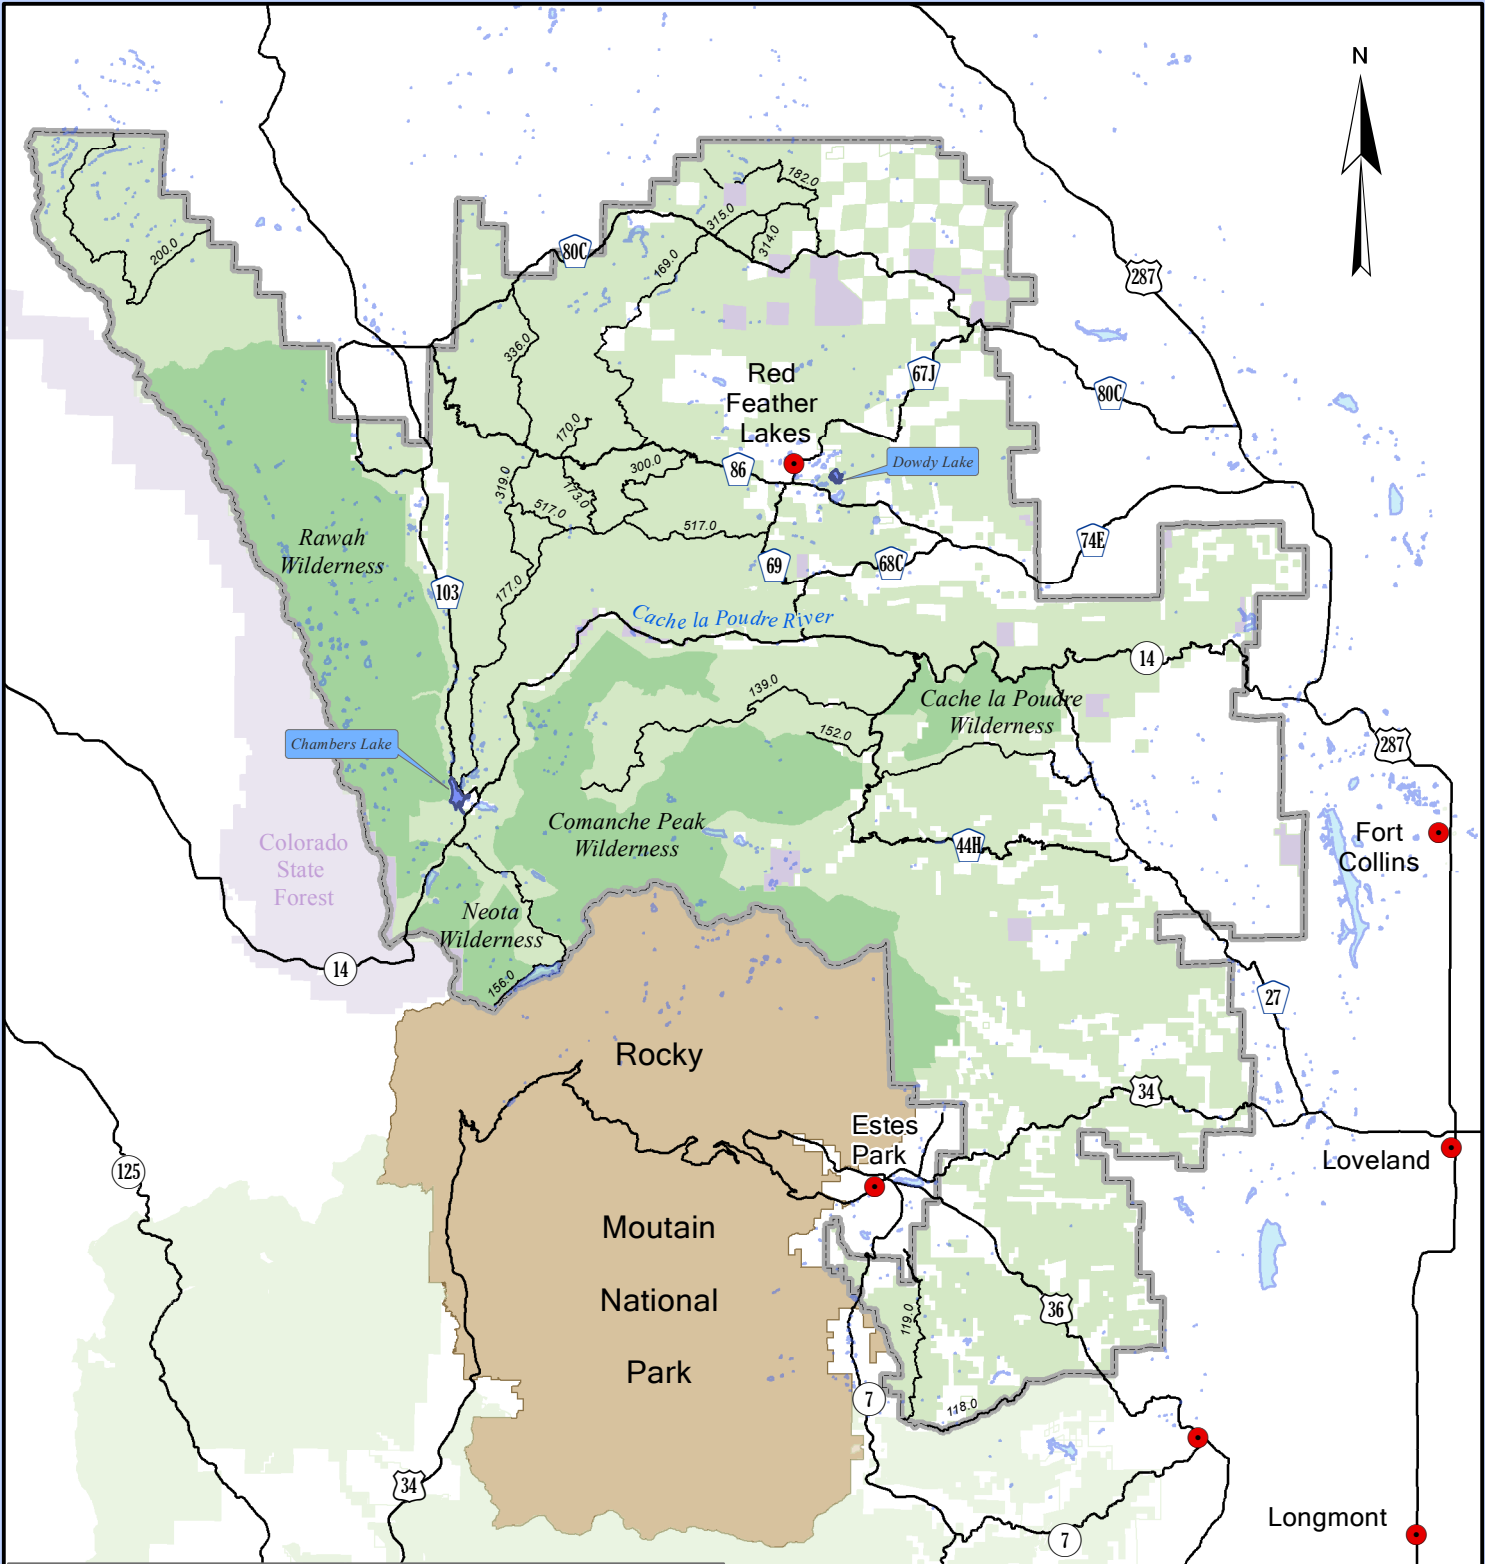 N
182.0
315.0
314.0
200.0
80C
169.0
287
336.0
Red
Feather
Lakes
67J
80C
170.0
300.0
86
Dowdy Lake
319.0
173.0
517.0
517.0
Rawah
Wilderness
74E
69
68C
103
177.0
Cache la Poudre River
14
139.0
Cache la Poudre
Wilderness
152.0
Chambers Lake
287
Comanche Peak
Wilderness
44H
Fort
Collins
Colorado
State
Forest
Neota
Wilderness
14
156.0
27
Rocky
34
Estes
Park
Loveland
125
Moutain
National
36
119.0
Park
7
118.0
34
Longmont
7